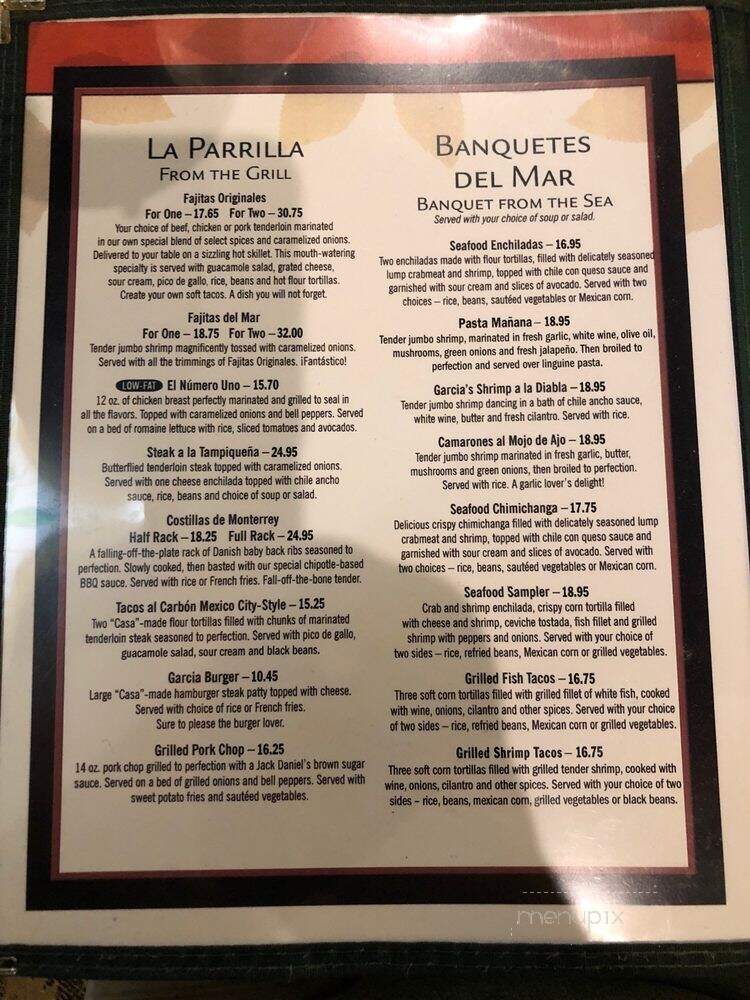 LA PARRILLA
FROM THE GRILL
Fajitas Originales
For One – 17.65 For Two – 30.75
Your choice of beef, chicken or pork tenderloin marinated
in our own special blend of select spices and caramelized onions.
Delivered to your table on a sizzling hot skillet. This mouth-watering
specialty is served with guacamole salad, grated cheese,
sour cream, pico de gallo, rice, beans and hot flour tortillas.
Create your own soft tacos. A dish you will not forget.
Fajitas del Mar
For One – 18.75 For Two – 32.00
Tender jumbo shrimp magnificently tossed with caramelized onions.
Served with all the trimmings of Fajitas Originales. ¡Fantástico!
LOW-FAT El Número Uno – 15.70
12 oz. of chicken breast perfectly marinated and grilled to seal in
all the flavors. Topped with caramelized onions and bell peppers. Served
on a bed of romaine lettuce with rice, sliced tomatoes and avocados.
Steak a la Tampiqueña – 24.95
Butterflied tenderloin steak topped with caramelized onions.
Served with one cheese enchilada topped with chile ancho
sauce, rice, beans and choice of soup or salad.
Costillas de Monterrey
Half Rack – 18.25 Full Rack – 24.95
A falling-off-the-plate rack of Danish baby back ribs seasoned to
perfection. Slowly cooked, then basted with our special chipotle-based
BBQ sauce. Served with rice or French fries. Fall-off-the-bone tender.
Tacos al Carbón Mexico City-Style – 15.25
Two "Casa"-made flour tortillas filled with chunks of marinated
tenderloin steak seasoned to perfection. Served with pico de gallo,
guacamole salad, sour cream and black beans.
Garcia Burger – 10.45
Large "Casa"-made hamburger steak patty topped with cheese.
Served with choice of rice or French fries.
Sure to please the burger lover.
Grilled Pork Chop – 16.25
14 oz. pork chop grilled to perfection with a Jack Daniel's brown sugar
sauce. Served on a bed of grilled onions and bell peppers. Served with
sweet potato fries and sautéed vegetables.
BANQUETES
DEL MAR
BANQUET FROM THE SEA
Served with your choice of soup or salad.
Seafood Enchiladas – 16.95
Two enchiladas made with flour tortillas, filled with delicately seasoned
lump crabmeat and shrimp, topped with chile con queso sauce and
garnished with sour cream and slices of avocado. Served with two
choices – rice, beans, sautéed vegetables or Mexican corn.
Pasta Mañana – 18.95
Tender jumbo shrimp, marinated in fresh garlic, white wine, olive oil,
mushrooms, green onions and fresh jalapeño. Then broiled to
perfection and served over linguine pasta.
Garcia's Shrimp a la Diabla – 18.95
Tender jumbo shrimp dancing in a bath of chile ancho sauce,
white wine, butter and fresh cilantro. Served with rice.
Camarones al Mojo de Ajo – 18.95
Tender jumbo shrimp marinated in fresh garlic, butter,
mushrooms and green onions, then broiled to perfection.
Served with rice. A garlic lover's delight!
Seafood Chimichanga – 17.75
Delicious crispy chimichanga filled with delicately seasoned lump
crabmeat and shrimp, topped with chile con queso sauce and
garnished with sour cream and slices of avocado. Served with
two choices – rice, beans, sautéed vegetables or Mexican corn.
Seafood Sampler – 18.95
Crab and shrimp enchilada, crispy corn tortilla filled
with cheese and shrimp, ceviche tostada, fish fillet and grilled
shrimp with peppers and onions. Served with your choice of
two sides – rice, refried beans, Mexican corn or grilled vegetables.
Grilled Fish Tacos – 16.75
Three soft corn tortillas filled with grilled fillet of white fish, cooked
with wine, onions, cilantro and other spices. Served with your choice
of two sides – rice, refried beans, Mexican corn or grilled vegetables.
Grilled Shrimp Tacos – 16.75
Three soft corn tortillas filled with grilled tender shrimp, cooked with
wine, onions, cilantro and other spices. Served with your choice of two
sides – rice, beans, mexican corn, grilled vegetables or black beans.
menupix